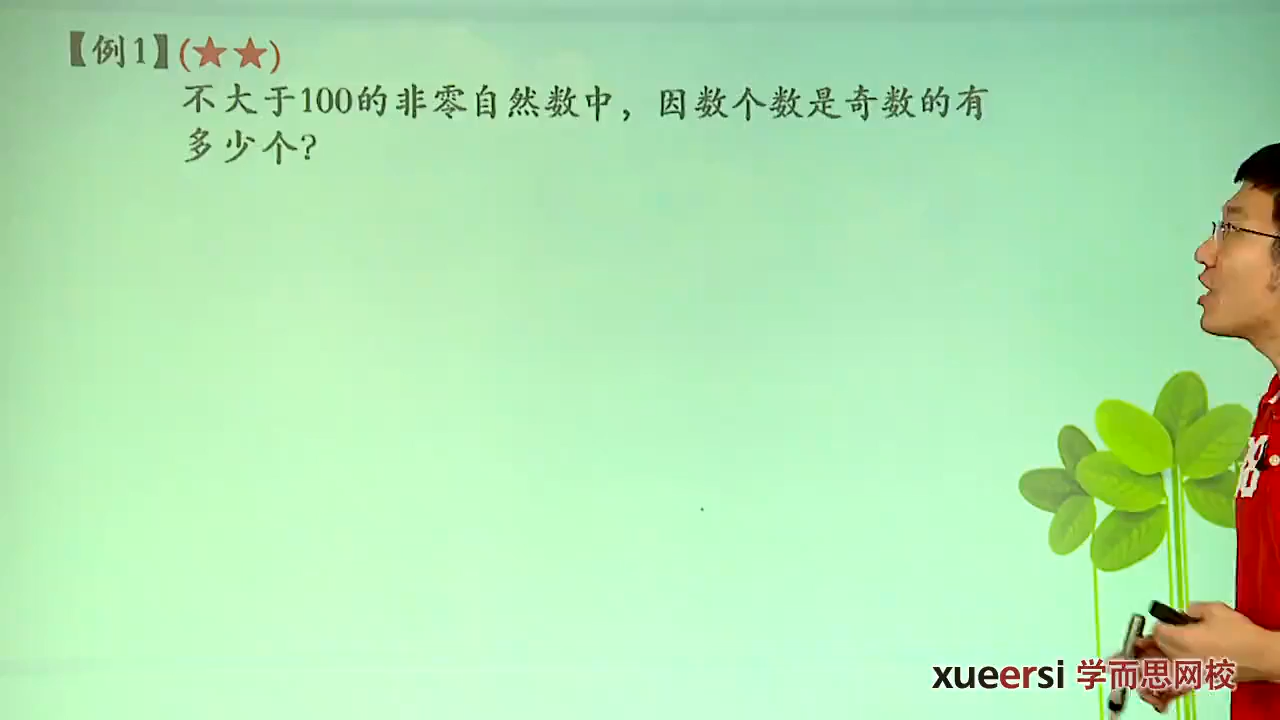 【例1】(★★)
不大于100的非零自然数中，因数个数是奇数的有
多少个？
xueersi 学而思网校